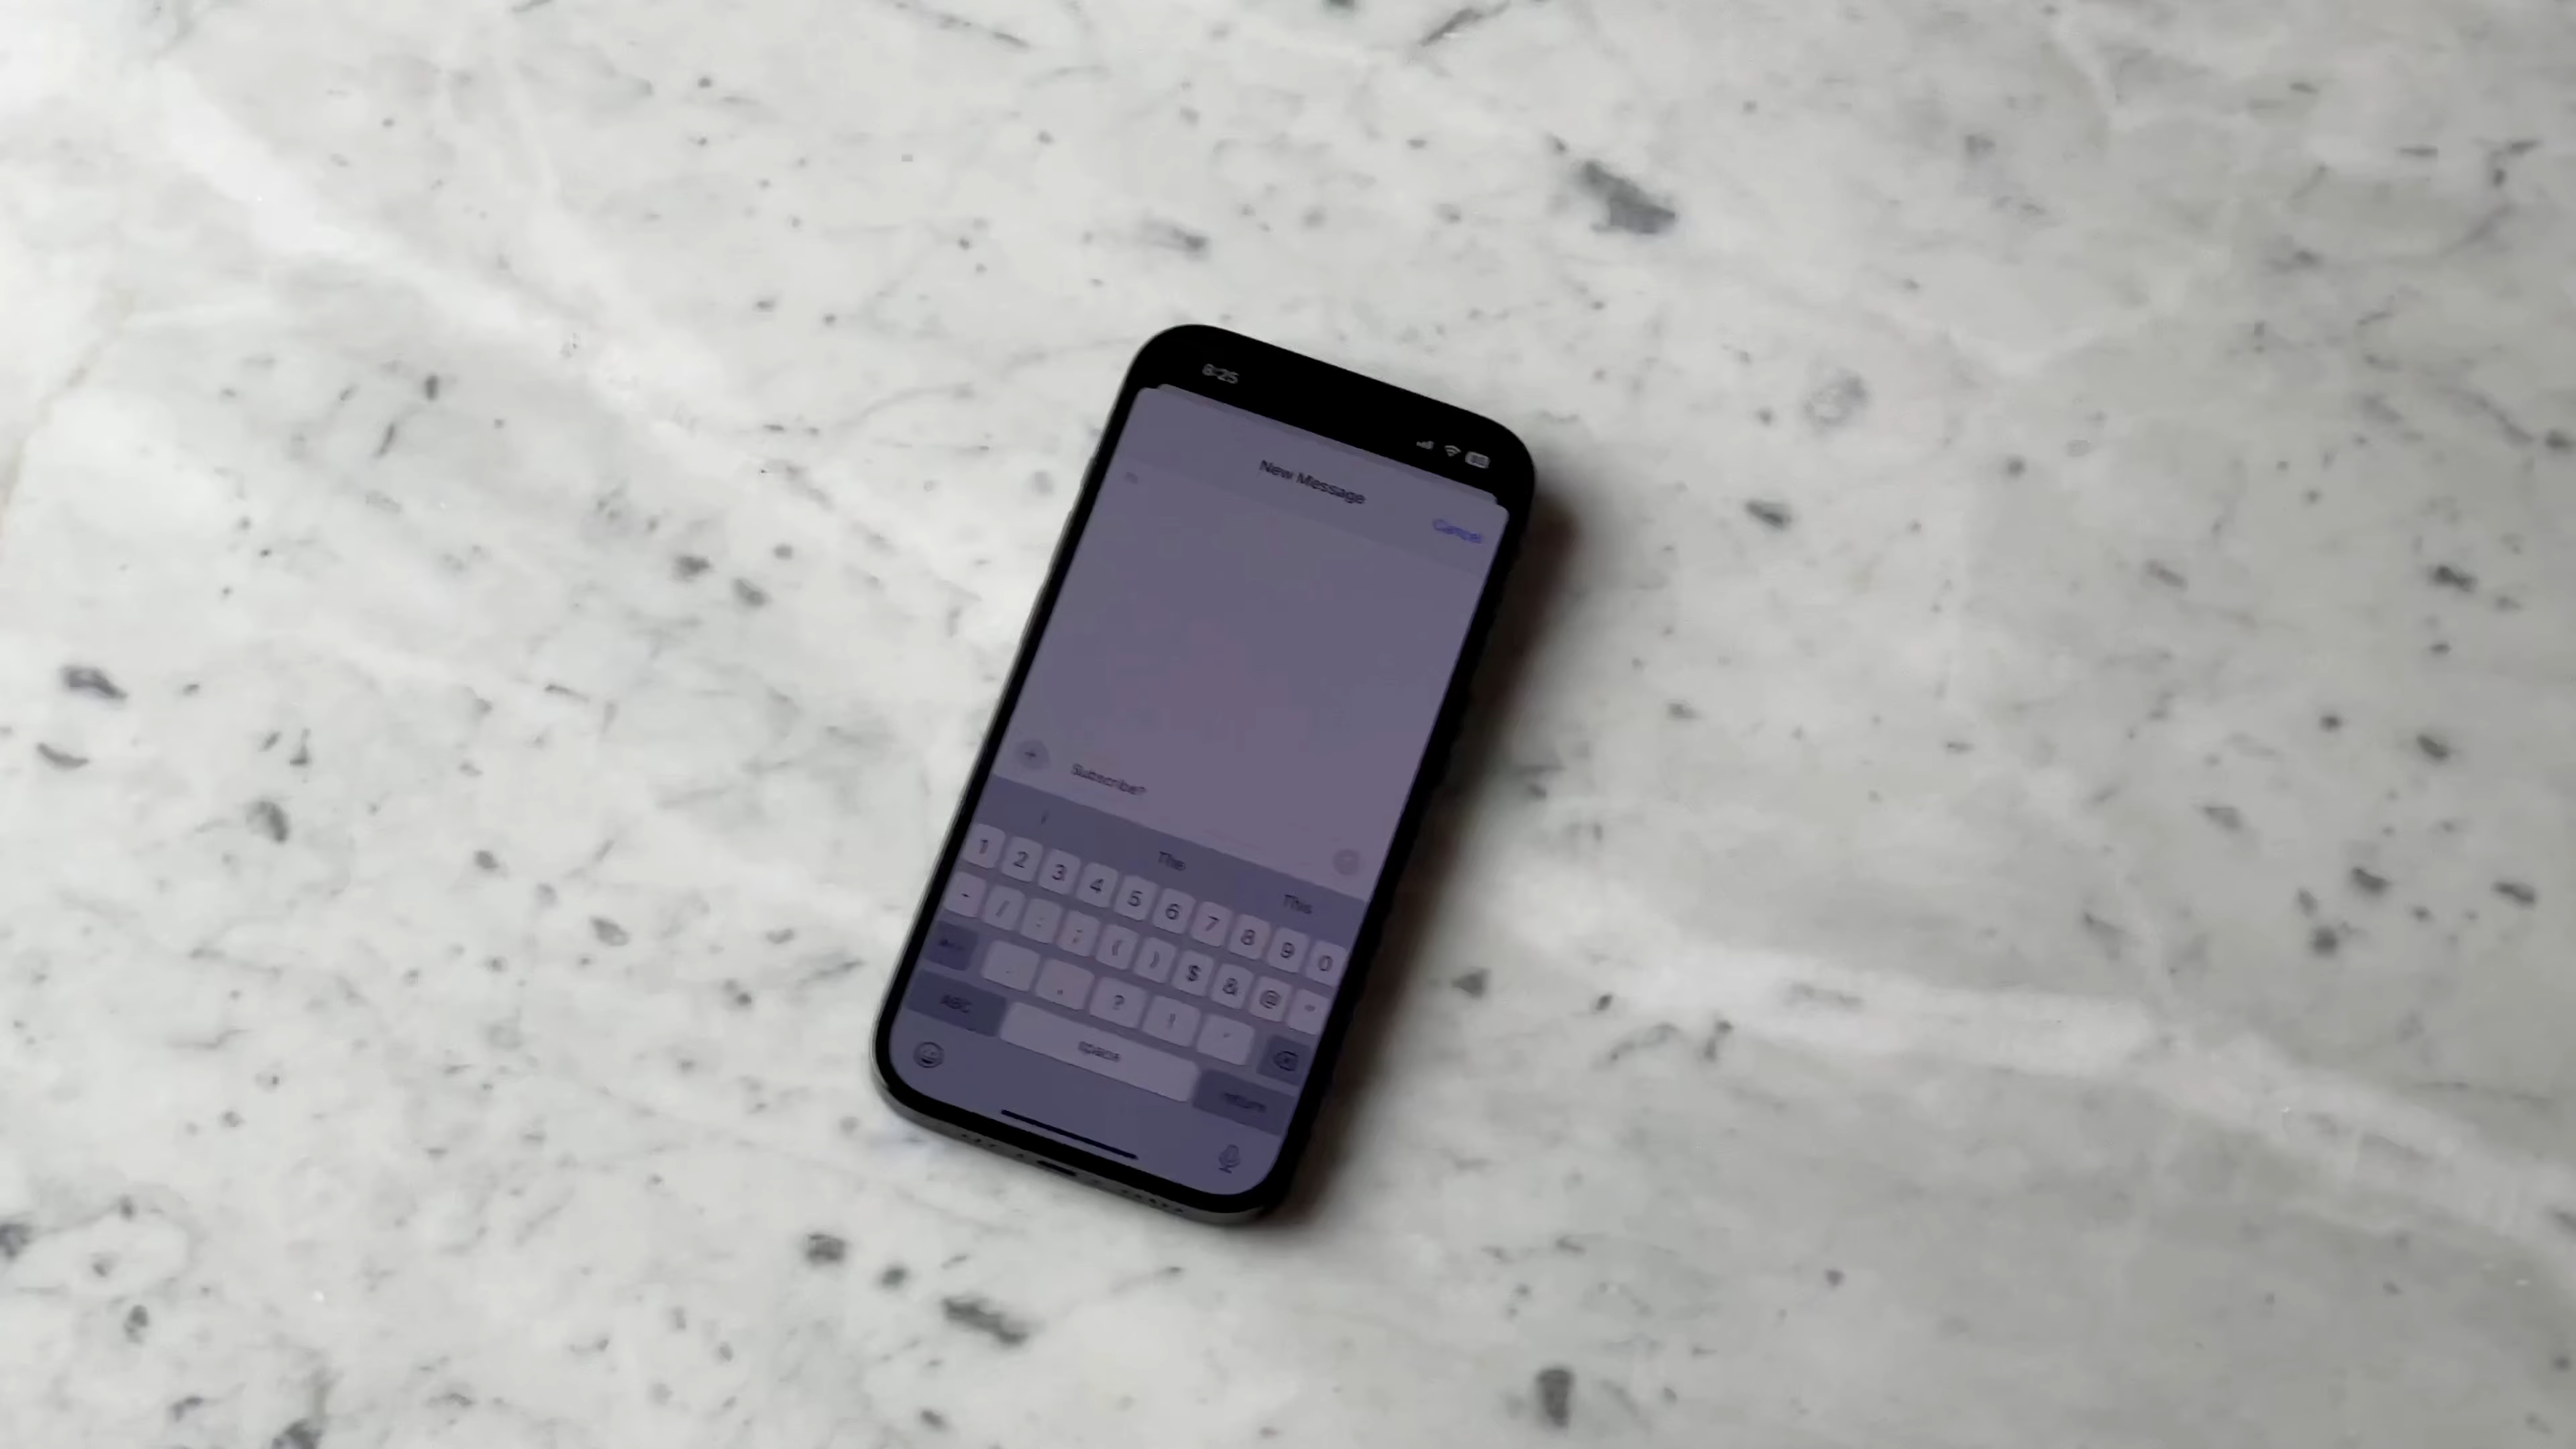 8:25
New Message
Cancel
Subscribe?
The
This
1 2 3 4 5 6 7 8 9 0
- / : ; ( ) $ & @ "
. , ? ! '
ABC space return